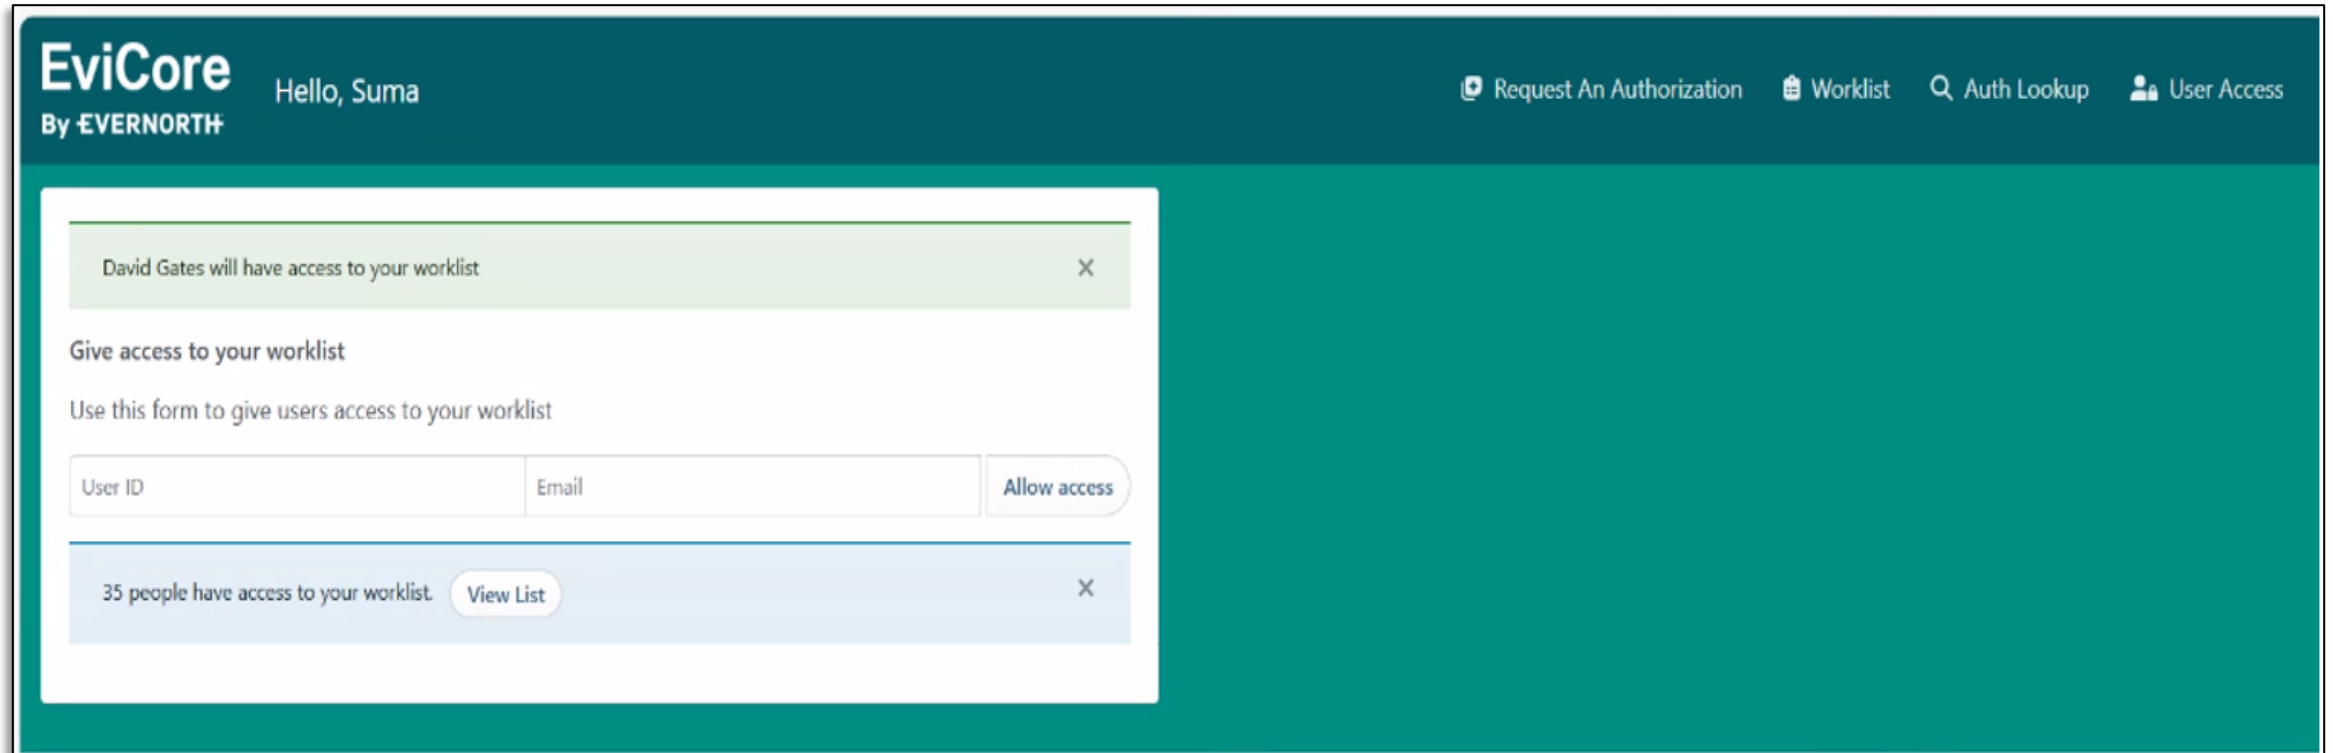 EviCore
By EVERNORTH
Hello, Suma
Request An Authorization
Worklist
Auth Lookup
User Access
David Gates will have access to your worklist
Give access to your worklist
Use this form to give users access to your worklist
User ID
Email
Allow access
35 people have access to your worklist.
View List